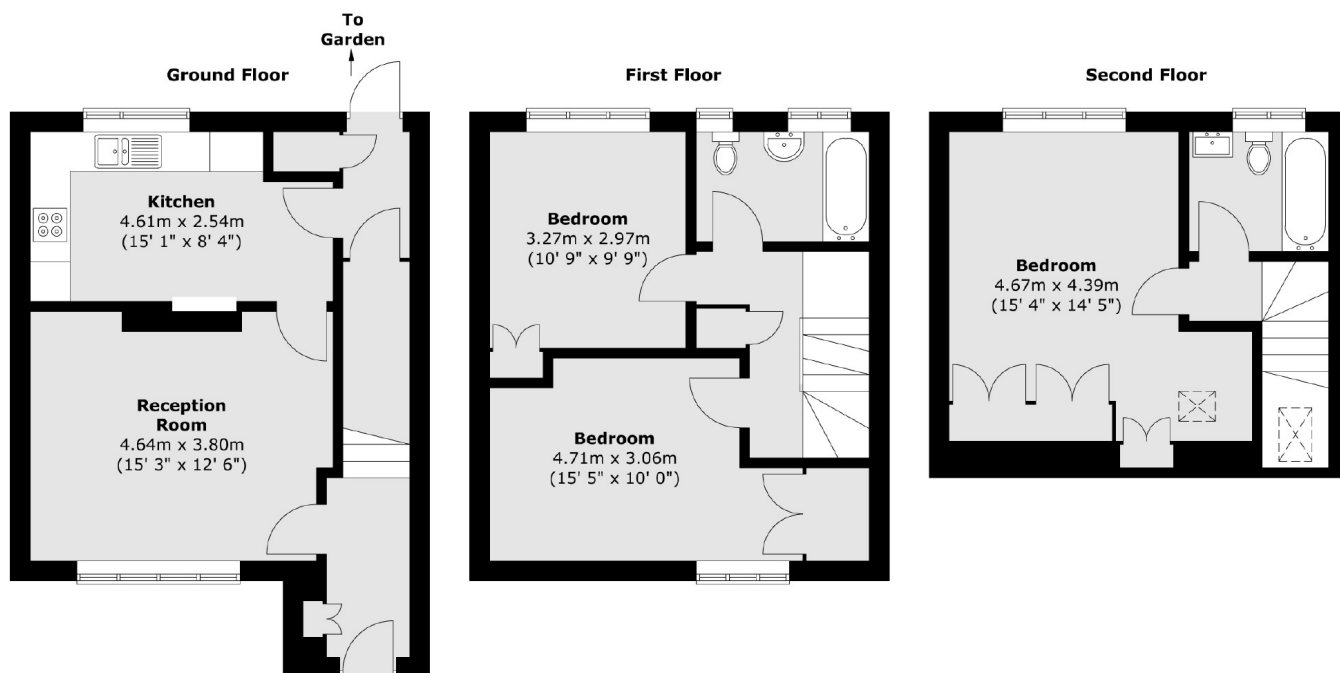 To
Garden
Ground Floor
Kitchen
4.61m x 2.54m
(15' 1" x 8' 4")
Reception
Room
4.64m x 3.80m
(15' 3" x 12' 6")
First Floor
Bedroom
3.27m x 2.97m
(10' 9" x 9' 9")
Bedroom
4.71m x 3.06m
(15' 5" x 10' 0")
Second Floor
Bedroom
4.67m x 4.39m
(15' 4" x 14' 5")